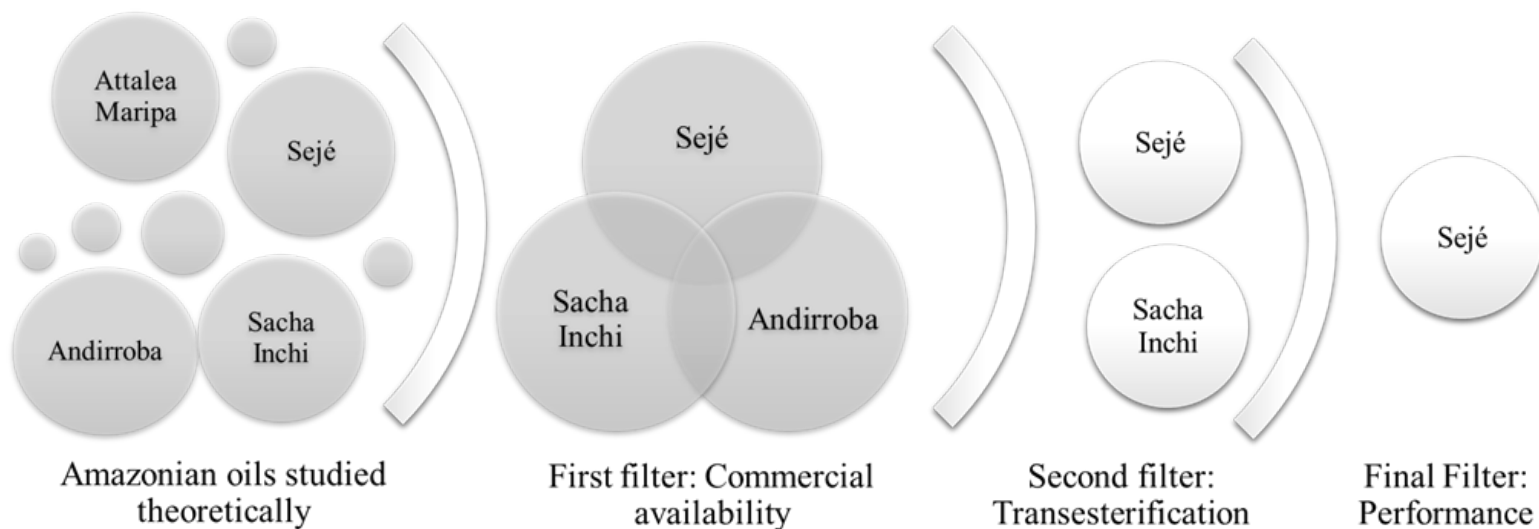 Attalea
Maripa
Sejé
Andirroba
Sacha
Inchi
Amazonian oils studied
theoretically
Sejé
Sacha
Inchi
Andirroba
First filter: Commercial
availability
Sejé
Sacha
Inchi
Second filter:
Transesterification
Sejé
Final Filter:
Performance